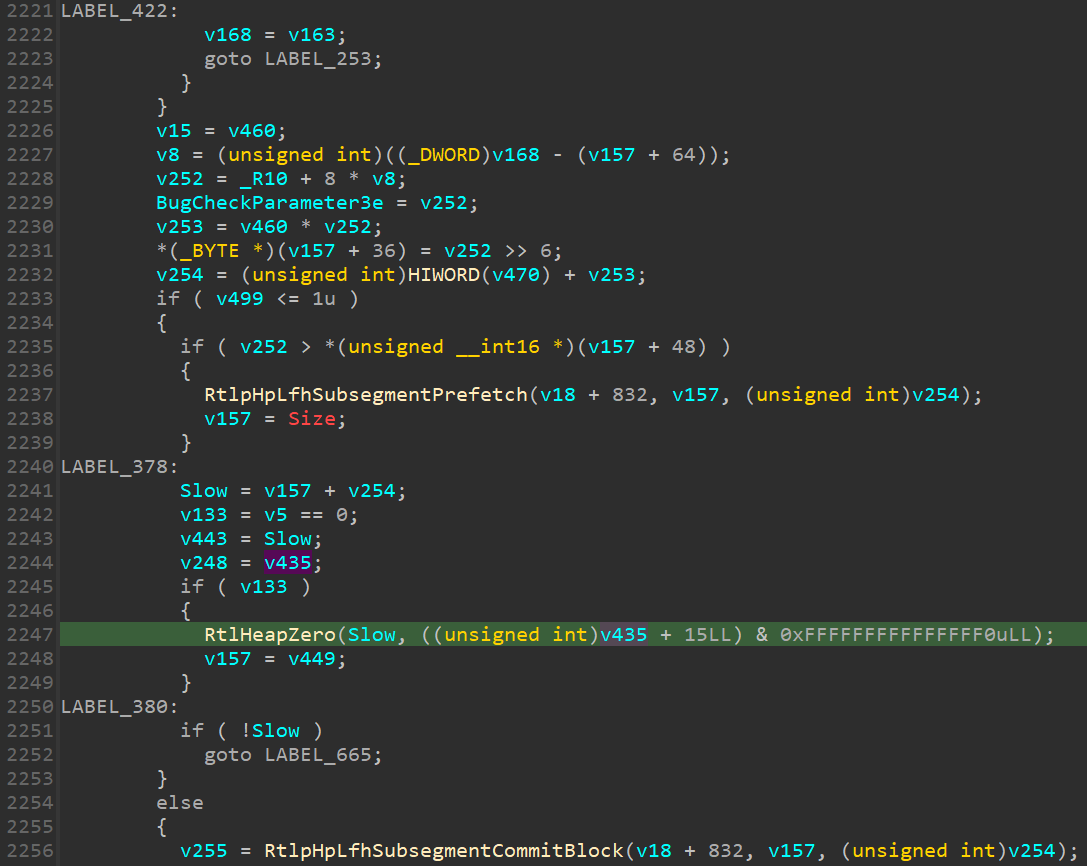 2221 LABEL_422:
2222 v168 = v163;
2223 goto LABEL_253;
2224 }
2225 }
2226 v15 = v460;
2227 v8 = (unsigned int)((_DWORD)v168 - (v157 + 64));
2228 v252 = _R10 + 8 * v8;
2229 BugCheckParameter3e = v252;
2230 v253 = v460 * v252;
2231 *(_BYTE *)(v157 + 36) = v252 >> 6;
2232 v254 = (unsigned int)HIWORD(v470) + v253;
2233 if ( v499 <= 1u )
2234 {
2235 if ( v252 > *(unsigned __int16 *)(v157 + 48) )
2236 {
2237 RtlpHpLfhSubsegmentPrefetch(v18 + 832, v157, (unsigned int)v254);
2238 v157 = Size;
2239 }
2240 LABEL_378:
2241 Slow = v157 + v254;
2242 v133 = v5 == 0;
2243 v443 = Slow;
2244 v248 = v435;
2245 if ( v133 )
2246 {
2247 RtlHeapZero(Slow, ((unsigned int)v435 + 15LL) & 0xFFFFFFFFFFFFFFF0uLL);
2248 v157 = v449;
2249 }
2250 LABEL_380:
2251 if ( !Slow )
2252 goto LABEL_665;
2253 }
2254 else
2255 {
2256 v255 = RtlpHpLfhSubsegmentCommitBlock(v18 + 832, v157, (unsigned int)v254);